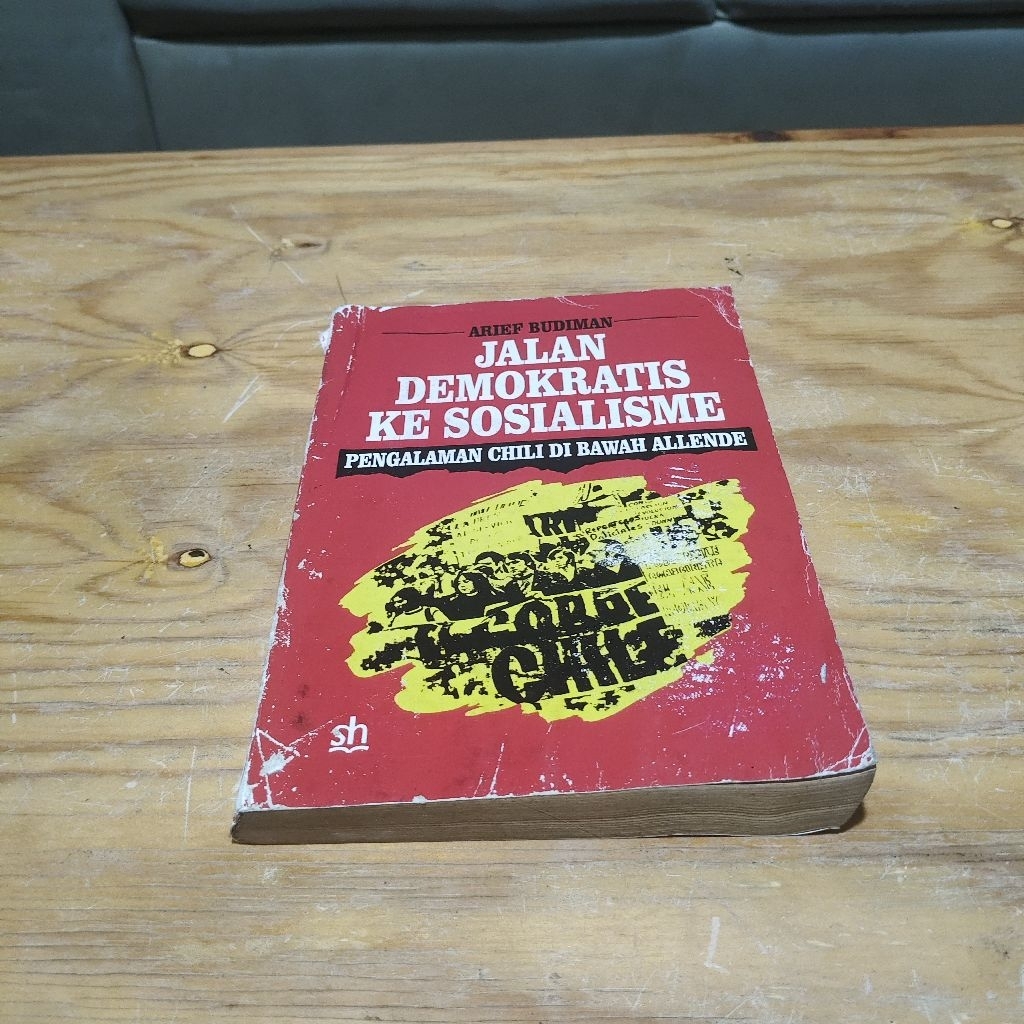 ARIEF BUDIMAN
JALAN
DEMOKRATIS
KE SOSIALISME
PENGALAMAN CHILI DI BAWAH ALLENDE
CHILE
sh